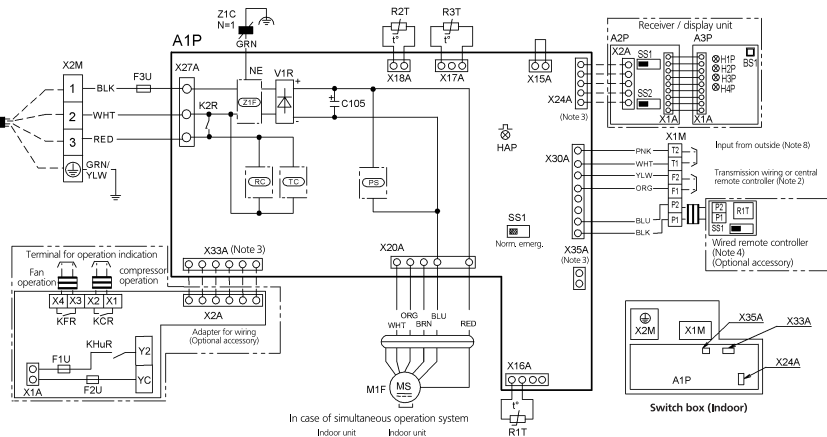 Z1C
N=1
GRN
R2T
t°
R3T
t°
A1P
X2M
1
2
3
BLK
WHT
RED
GRN/
YLW
F3U
X27A
K2R
NE
Z1F
V1R
+
-
C105
RC
TC
PS
X18A
X17A
X15A
HAP
SS1
Norm. emerg.
X24A
(Note 3)
Receiver / display unit
A2P
A3P
X2A
SS1
SS2
BS1
H1P
H2P
H3P
H4P
X1A
X1A
X30A
PNK
WHT
YLW
ORG
BLU
BLK
X1M
T2
T1
F2
F1
P2
P1
Input from outside (Note 8)
Transmission wiring or central
remote controller (Note 2)
P2
P1
R1T
SS1
Wired remote controller
(Note 4)
(Optional accessory)
X35A
(Note 3)
Terminal for operation indication
Fan
operation
compressor
operation
X4
X3
X2
X1
KFR
KCR
KHuR
F1U
F2U
Y2
YC
X1A
X33A (Note 3)
X2A
Adapter for wiring
(Optional accessory)
X20A
WHT
ORG
BRN
BLU
RED
M1F
MS
X16A
t°
R1T
In case of simultaneous operation system
Indoor unit
Indoor unit
X2M
X1M
A1P
X35A
X33A
X24A
Switch box (Indoor)